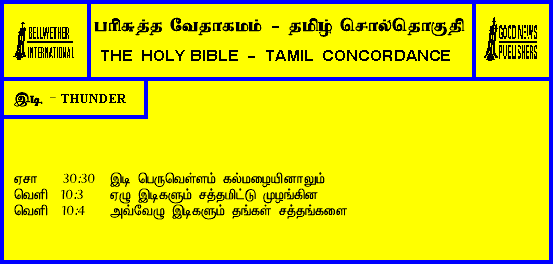 BELLWETHER
INTERNATIONAL
பரிசுத்த வேதாகமம் - தமிழ் சொல்தொகுதி
THE HOLY BIBLE - TAMIL CONCORDANCE
GOOD NEWS
PUBLISHERS
இடி - THUNDER
ஏசா 30:30 இடி பெருவெள்ளம் கல்மழையினாலும்
வெளி 10:3 ஏழு இடிகளும் சத்தமிட்டு முழங்கின
வெளி 10:4 அவ்வேழு இடிகளும் தங்கள் சத்தங்களை